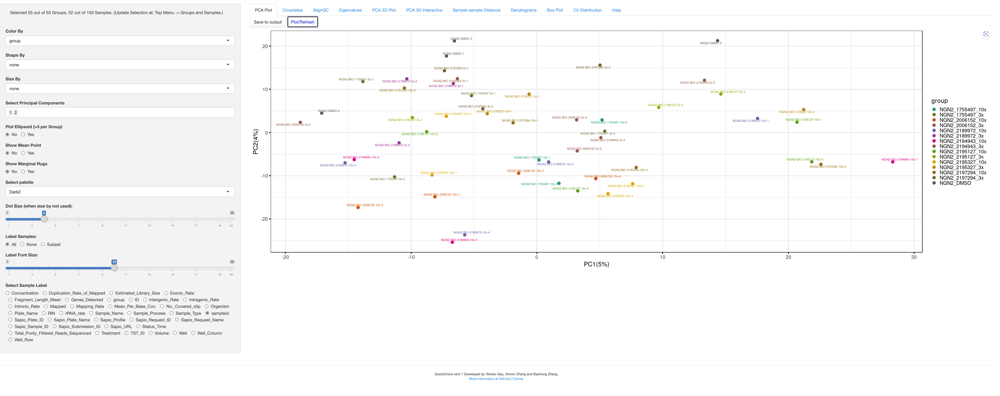 Selected 55 out of 55 Groups, 52 out of 193 Samples. (Update Selection at: Top Menu -> Groups and Samples.)
Color By
group
Shape By
none
Size By
none
Select Principal Components
1 2
Plot Ellipsoid (>3 per Group)
No Yes
Show Mean Point
No Yes
Show Marginal Rugs
No Yes
Select palette
Dark2
Dot Size (when size by not used):
1 4 20
1 3 5 7 9 11 13 15 17 19 20
Label Samples:
All None Subset
Label Font Size:
1 10 20
1 3 5 7 9 11 13 15 17 19 20
Select Sample Label
Concentration Duplication_Rate_of_Mapped Estimated_Library_Size Exonic_Rate
Fragment_Length_Mean Genes_Detected group ID Intergenic_Rate Intragenic_Rate
Intronic_Rate Mapped Mapping_Rate Mean_Per_Base_Cov. No._Covered_x5p Organism
Plate_Name RIN rRNA_rate Sample_Name Sample_Process Sample_Type sampleid
Sapio_Plate_ID Sapio_Plate_Name Sapio_Profile Sapio_Request_ID Sapio_Request_Name
Sapio_Sample_ID Sapio_Submission_ID Sapio_URL Status_Time
Total_Purity_Filtered_Reads_Sequenced Treatment TST_ID Volume Well Well_Column
Well_Row
PCA Plot Covariates AlignQC Eigenvalues PCA 3D Plot PCA 3D Interactive Sample-sample Distance Dendrograms Box Plot CV Distribution Help
Save to output Plot/Refresh
NGN2-DMSO-2
NGN2-DMSO-3
NGN2-DMSO-1
NGN2-BIO-2197294-3x-1
NGN2-BIO-2197294-3x-2
NGN2-BIO-1755497-3x-2
NGN2-BIO-2189972-3x-2
NGN2-BIO-2194943-3x-1
NGN2-BIO-2194943-3x-2
NGN2-BIO-2189972-3x-1
NGN2-BIO-2197294-10x-2
NGN2-BIO-2195127-3x-3
NGN2-BIO-1755497-3x-1
NGN2-BIO-2195327-3x-1
NGN2-BIO-2195127-3x-4
NGN2-BIO-2197294-3x-3
NGN2-DMSO-4
NGN2-BIO-2195327-3x-4
NGN2-BIO-2195327-3x-3
NGN2-BIO-2195327-10x-2
NGN2-BIO-2006152-3x-3
NGN2-BIO-2195127-3x-1
NGN2-BIO-2195127-10x-1
NGN2-BIO-2197294-10x-1
NGN2-BIO-2189972-10x-1
NGN2-BIO-1755497-10x-2
NGN2-BIO-2006152-3x-2
NGN2-BIO-1755497-3x-4
NGN2-BIO-2195127-10x-2
NGN2-BIO-2194943-3x-3
NGN2-BIO-2189972-3x-3
NGN2-BIO-2006152-3x-4
NGN2-BIO-2194943-10x-2
NGN2-BIO-1755497-10x-1
NGN2-BIO-2195127-10x-3
NGN2-BIO-2194943-10x-1
NGN2-BIO-2189972-10x-3
NGN2-BIO-2189972-10x-2
NGN2-BIO-2197294-10x-4
NGN2-BIO-2197294-10x-3
NGN2-BIO-2006152-10x-2
NGN2-BIO-2195327-10x-1
NGN2-BIO-2006152-10x-4
NGN2-BIO-1755497-3x-3
NGN2-BIO-1755497-10x-3
NGN2-BIO-2195327-10x-3
NGN2-BIO-2195127-10x-4
NGN2-BIO-2006152-10x-1
NGN2-BIO-2195327-10x-4
NGN2-BIO-2006152-10x-3
NGN2-BIO-2189972-10x-4
NGN2-BIO-2194943-10x-3
20
10
0
-10
-20
PC2(4%)
-20 -10 0 10 20 30
PC1(5%)
group
NGN2_1755497_10x
NGN2_1755497_3x
NGN2_2006152_10x
NGN2_2006152_3x
NGN2_2189972_10x
NGN2_2189972_3x
NGN2_2194943_10x
NGN2_2194943_3x
NGN2_2195127_10x
NGN2_2195127_3x
NGN2_2195327_10x
NGN2_2195327_3x
NGN2_2197294_10x
NGN2_2197294_3x
NGN2_DMSO
QuickOmics ver2.1 Developed by: Benbo Gao, Xinmin Zhang and Baohong Zhang
More information at GitHub | Tutorial